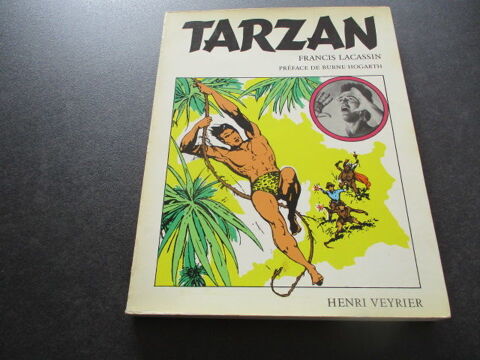 TARZAN
FRANCIS LACASSIN
PRÉFACE DE BURNE HOGARTH
HENRI VEYRIER